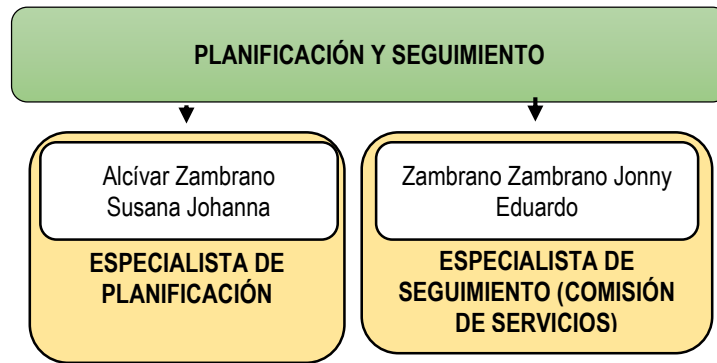 PLANIFICACIÓN Y SEGUIMIENTO
Alcívar Zambrano
Susana Johanna
ESPECIALISTA DE
PLANIFICACIÓN
Zambrano Zambrano Jonny
Eduardo
ESPECIALISTA DE
SEGUIMIENTO (COMISIÓN
DE SERVICIOS)